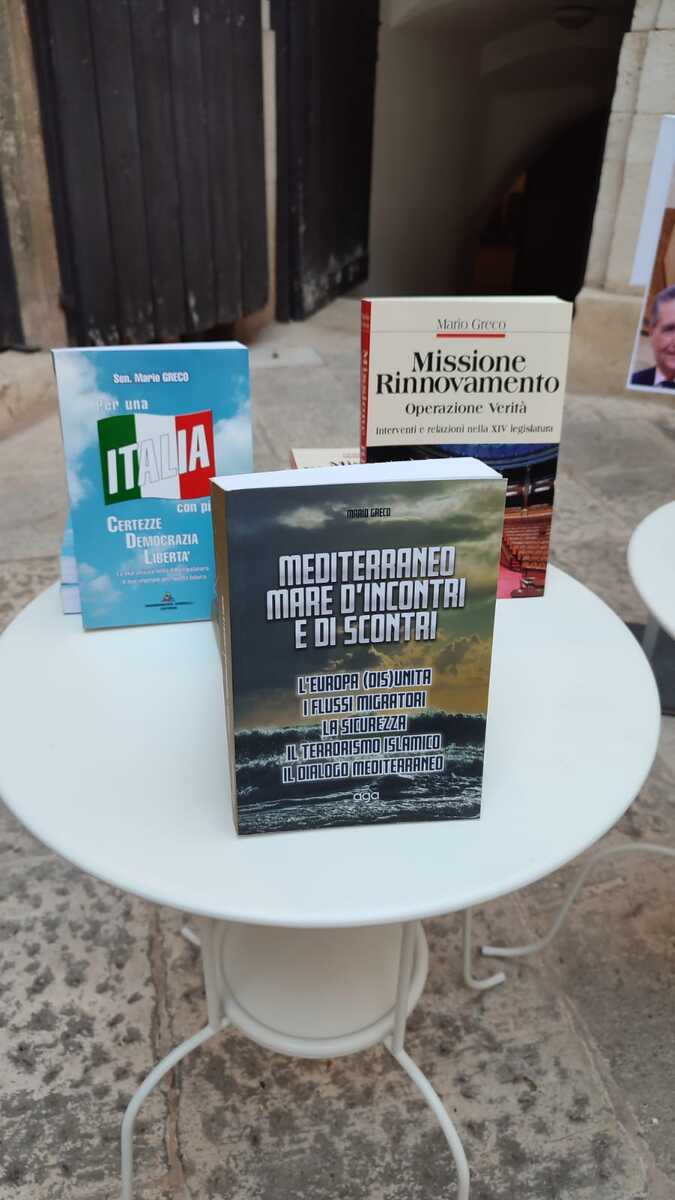 Sen. Mario GRECO
Per una
ITALIA
con pi
CERTEZZE
DEMOCRAZIA
LIBERTA'
Mario Greco
Missione
Rinnovamento
Operazione Verità
Interventi e relazioni nella XIV legislatura
MARIO GRECO
MEDITERRANEO
MARE D'INCONTRI
E DI SCONTRI
L'EUROPA (DIS)UNITA
I FLUSSI MIGRATORI
LA SICUREZZA
IL TERRORISMO ISLAMICO
IL DIALOGO MEDITERRANEO
aga